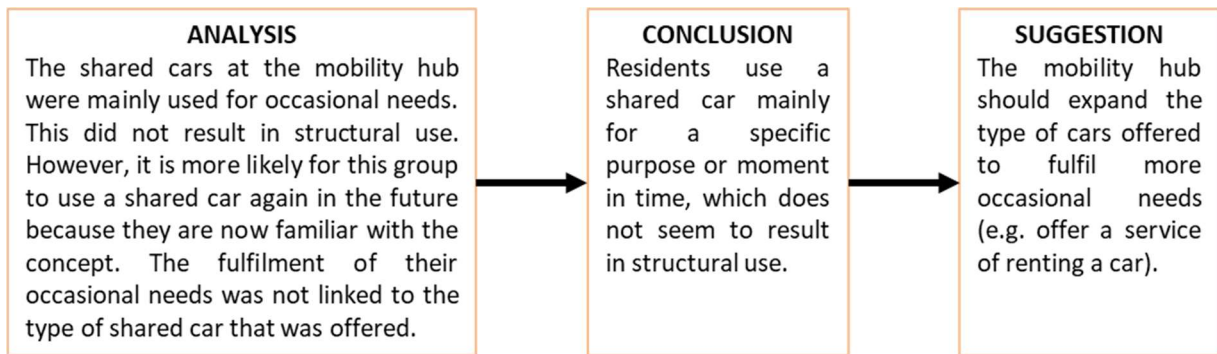 ANALYSIS
The shared cars at the mobility hub
were mainly used for occasional needs.
This did not result in structural use.
However, it is more likely for this group
to use a shared car again in the future
because they are now familiar with the
concept. The fulfilment of their
occasional needs was not linked to the
type of shared car that was offered.
CONCLUSION
Residents use a
shared car mainly
for a specific
purpose or moment
in time, which does
not seem to result
in structural use.
SUGGESTION
The mobility hub
should expand the
type of cars offered
to fulfil more
occasional needs
(e.g. offer a service
of renting a car).